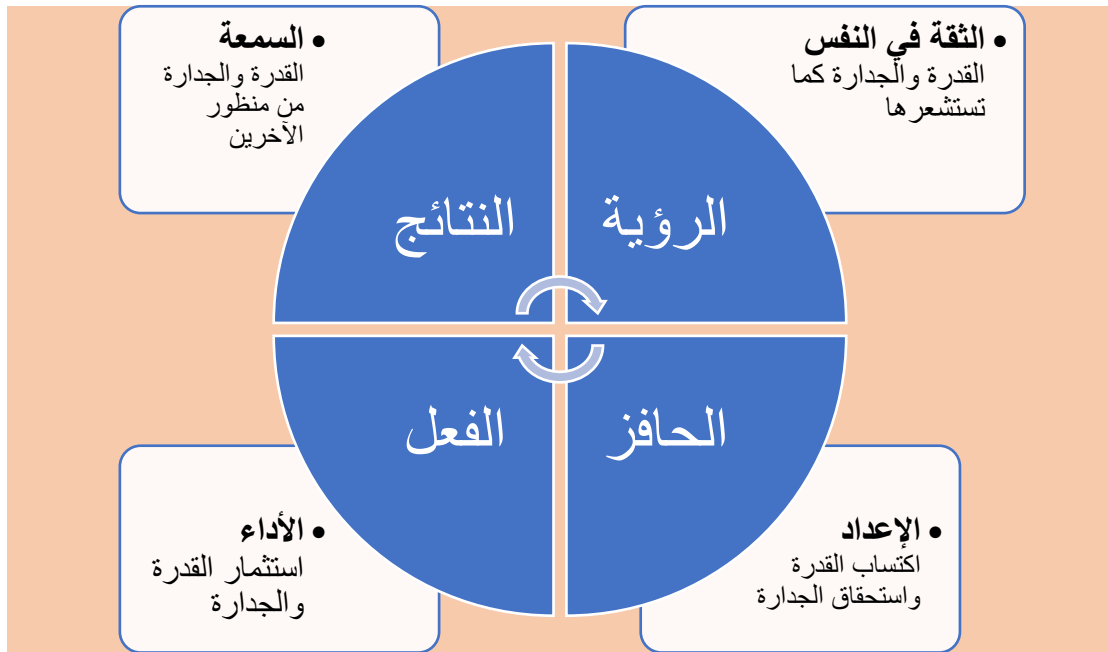 • الثقة في النفس
القدرة والجدارة كما
تستشعرها
• السمعة
القدرة والجدارة
من منظور
الآخرين
الرؤية
النتائج
الحافز
الفعل
• الإعداد
اكتساب القدرة
واستحقاق الجدارة
• الأداء
استثمار القدرة
والجدارة